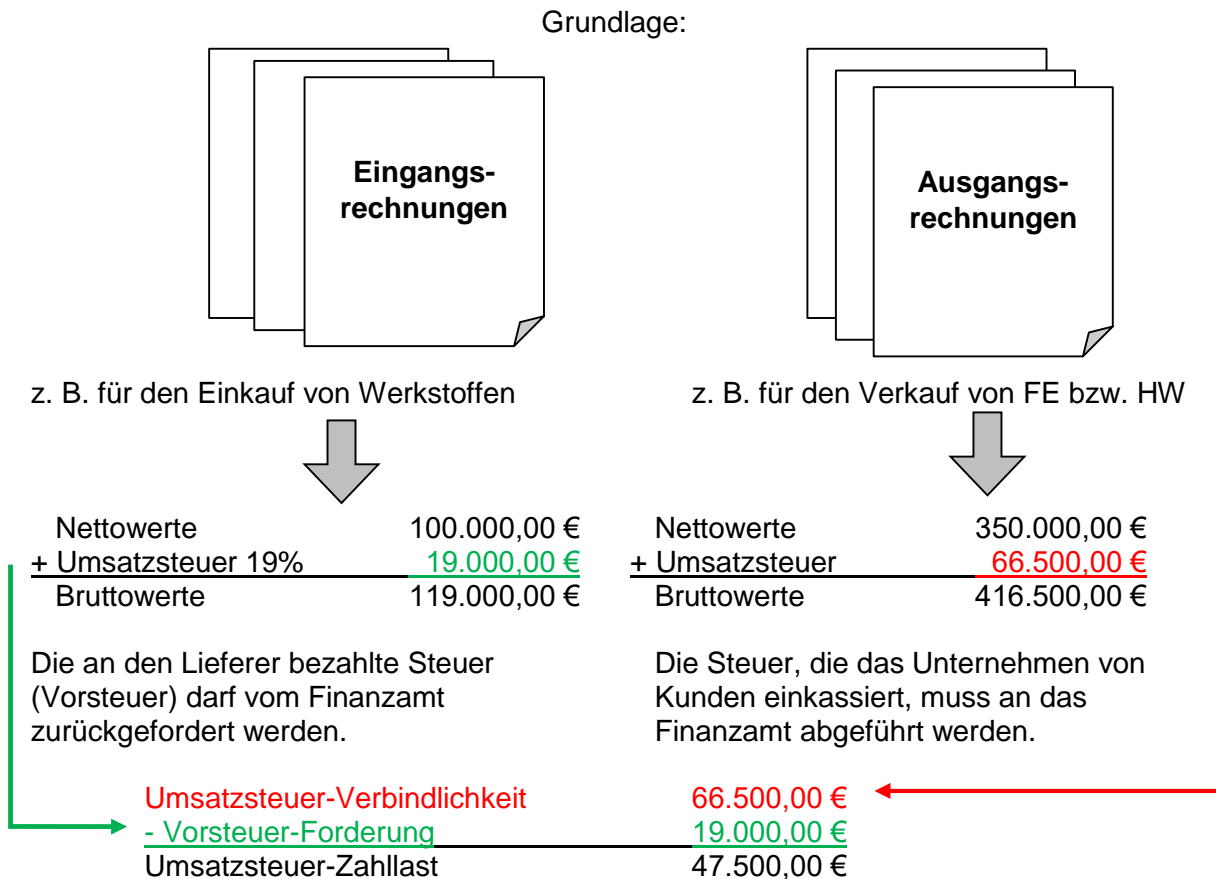 Grundlage:
Eingangs-
rechnungen
Ausgangs-
rechnungen
z. B. für den Einkauf von Werkstoffen
z. B. für den Verkauf von FE bzw. HW
Nettowerte 100.000,00 €
+ Umsatzsteuer 19% 19.000,00 €
Bruttowerte 119.000,00 €
Nettowerte 350.000,00 €
+ Umsatzsteuer 66.500,00 €
Bruttowerte 416.500,00 €
Die an den Lieferer bezahlte Steuer
(Vorsteuer) darf vom Finanzamt
zurückgefordert werden.
Die Steuer, die das Unternehmen von
Kunden einkassiert, muss an das
Finanzamt abgeführt werden.
Umsatzsteuer-Verbindlichkeit 66.500,00 €
- Vorsteuer-Forderung 19.000,00 €
Umsatzsteuer-Zahllast 47.500,00 €